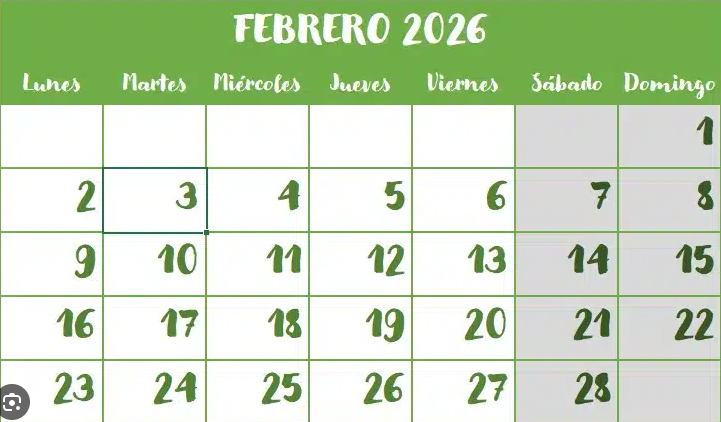 FEBRERO 2026
Lunes Martes Miércoles Jueves Viernes Sábado Domingo
1
2 3 4 5 6 7 8
9 10 11 12 13 14 15
16 17 18 19 20 21 22
23 24 25 26 27 28